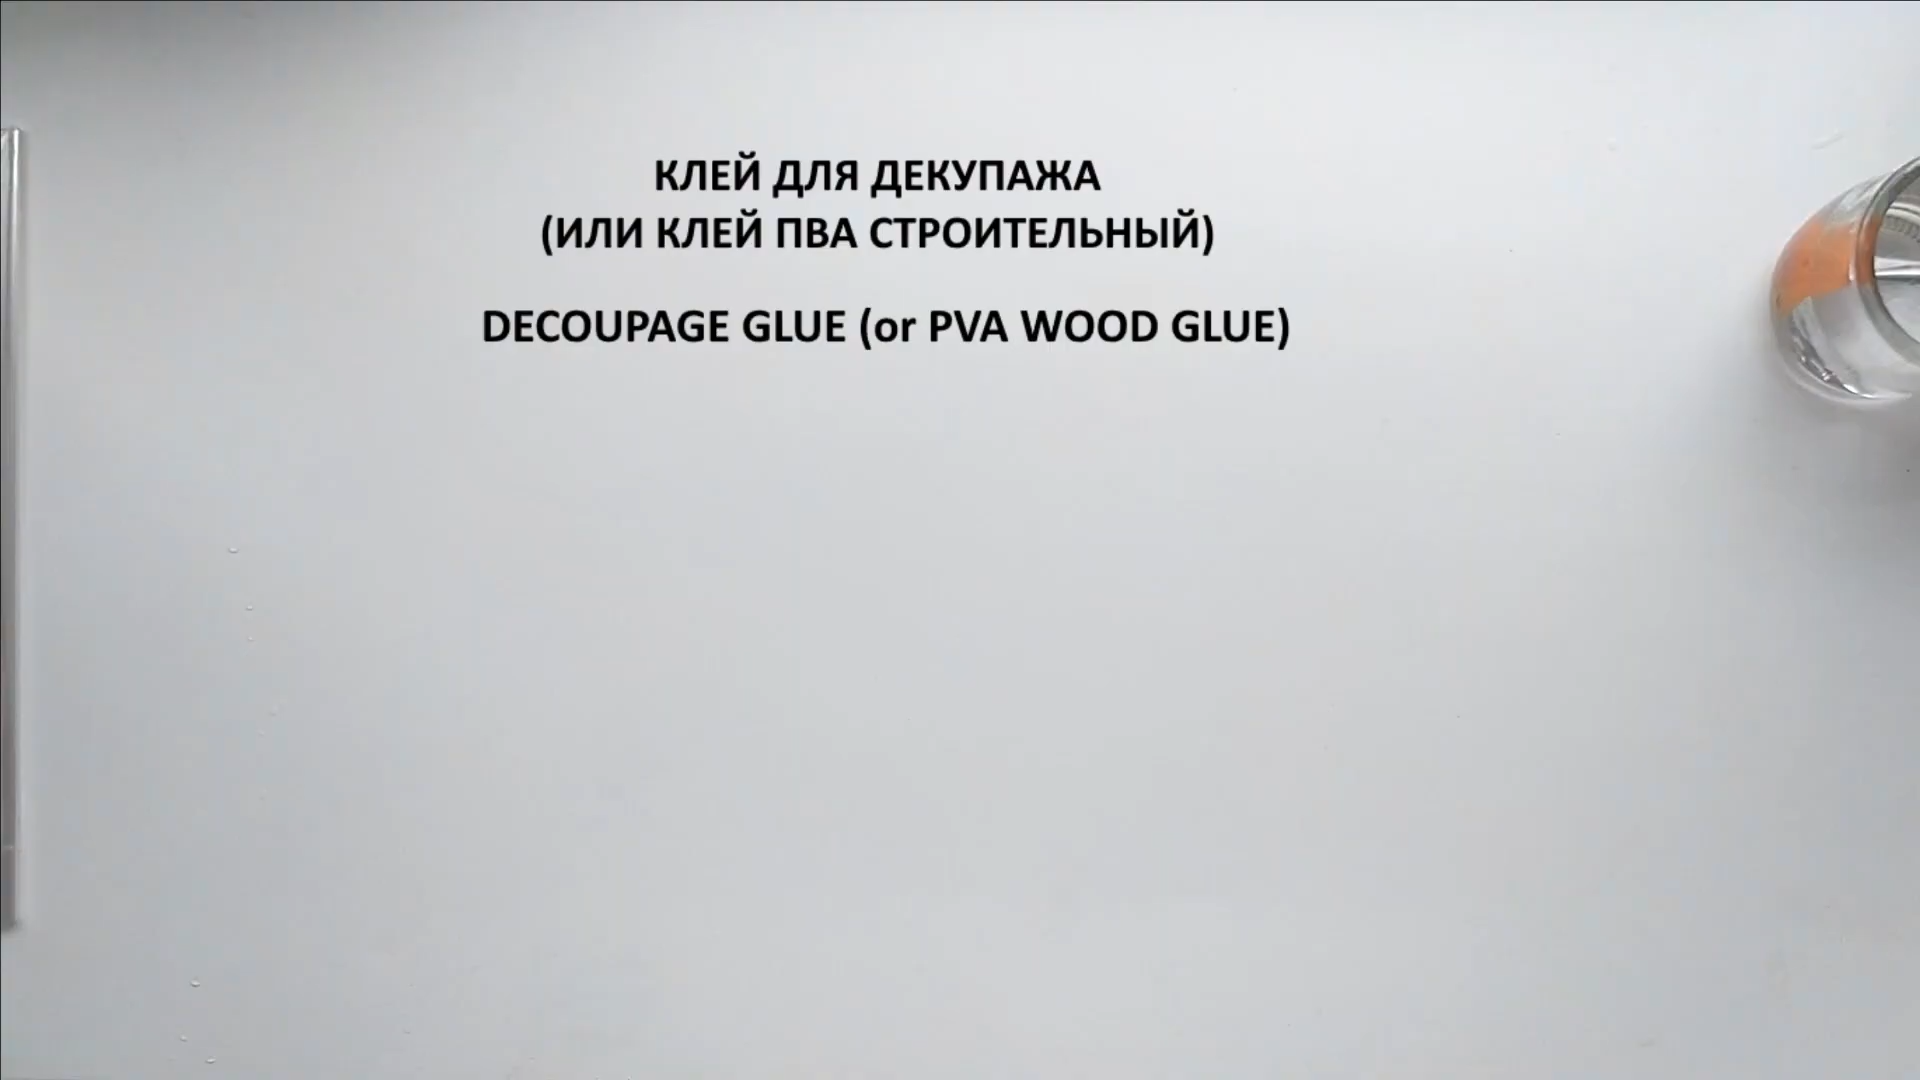 КЛЕЙ ДЛЯ ДЕКУПАЖА
(ИЛИ КЛЕЙ ПВА СТРОИТЕЛЬНЫЙ)
DECOUPAGE GLUE (or PVA WOOD GLUE)